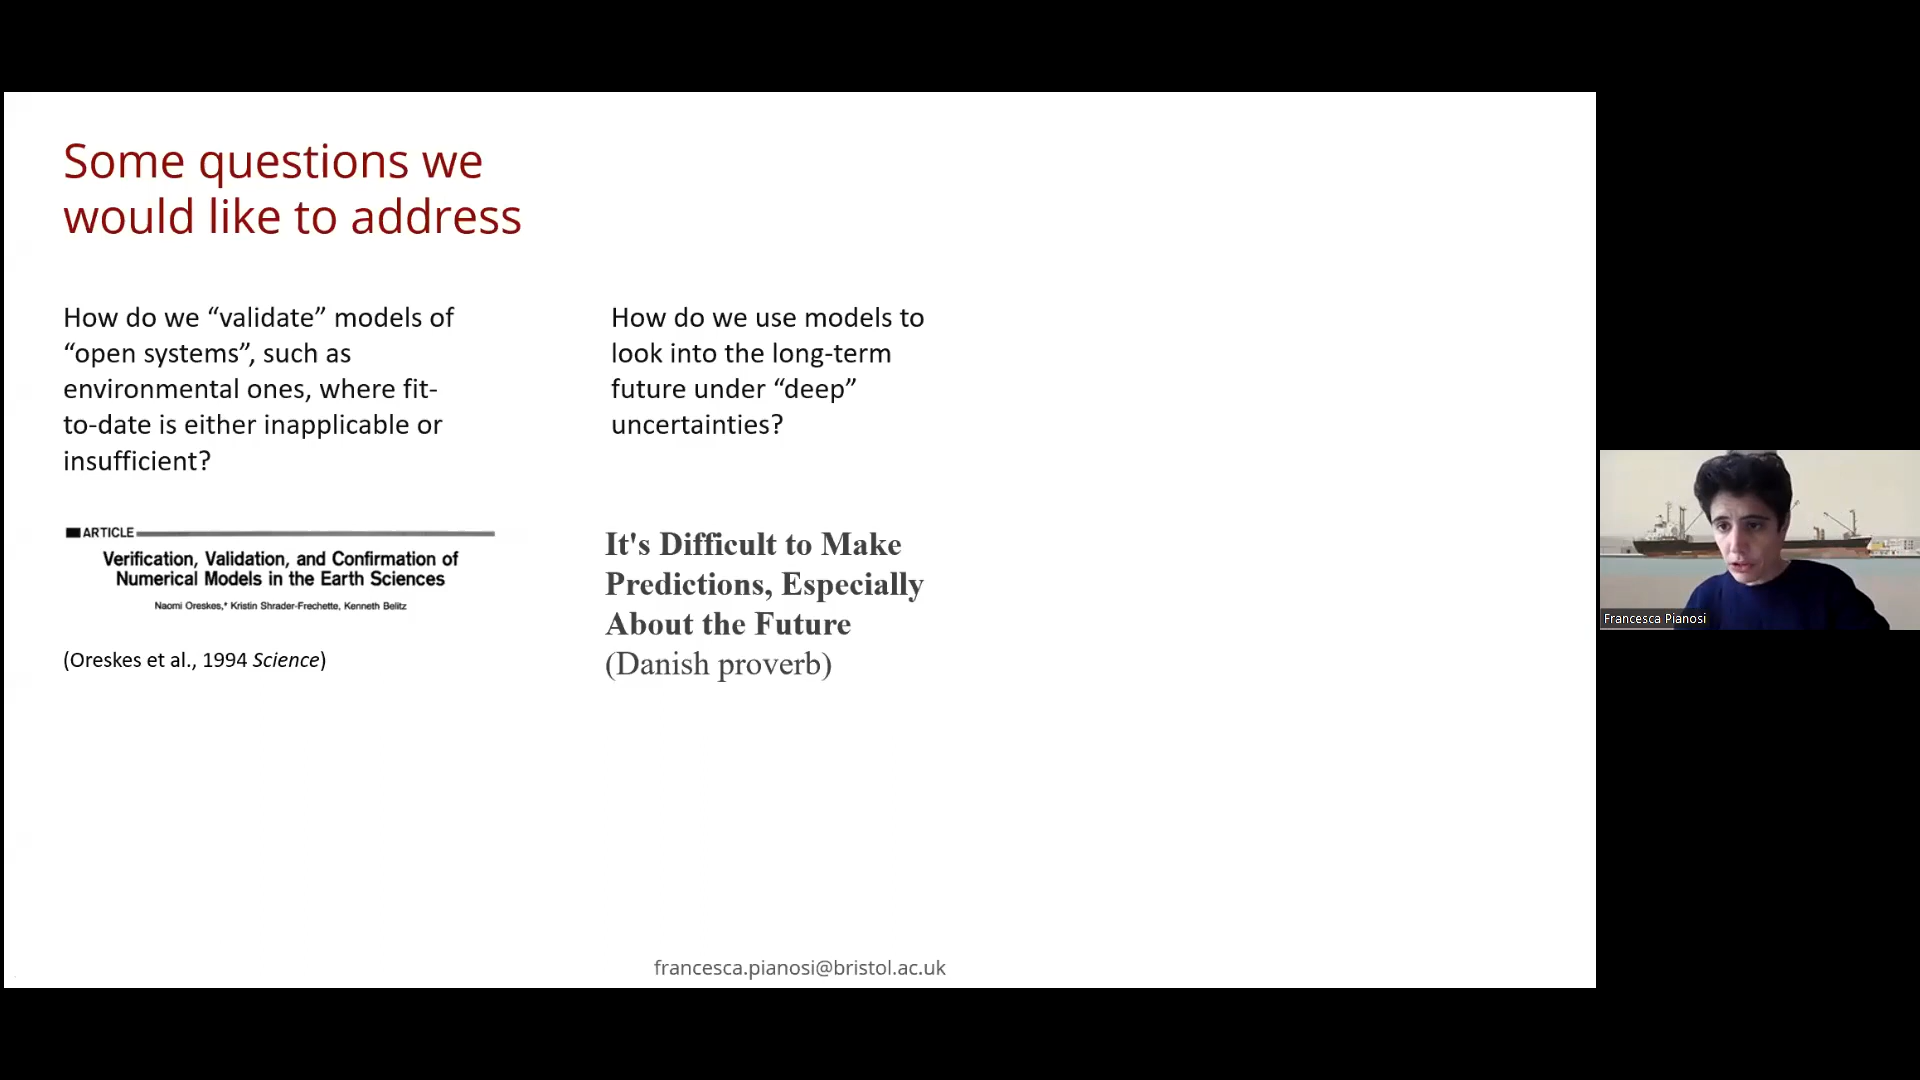 Some questions we
would like to address
How do we “validate” models of
“open systems”, such as
environmental ones, where fit-
to-date is either inapplicable or
insufficient?
ARTICLE
Verification, Validation, and Confirmation of
Numerical Models in the Earth Sciences
Naomi Oreskes,* Kristin Shrader-Frechette, Kenneth Belitz
(Oreskes et al., 1994 Science)
How do we use models to
look into the long-term
future under “deep”
uncertainties?
It's Difficult to Make
Predictions, Especially
About the Future
(Danish proverb)
francesca.pianosi@bristol.ac.uk
Francesca Pianosi